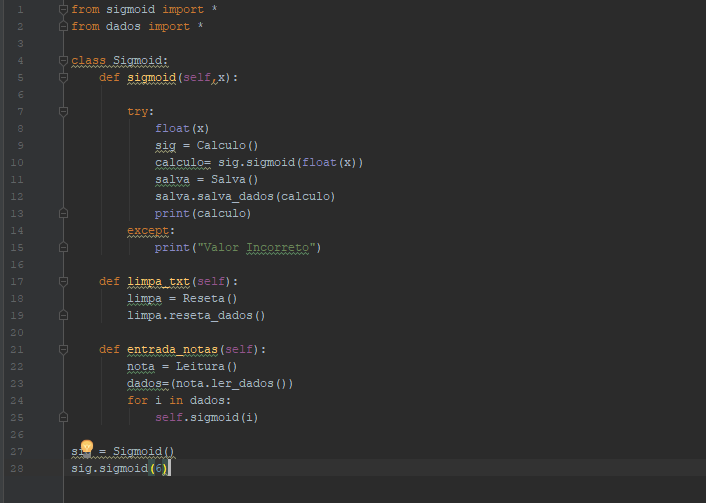 1 from sigmoid import *
2 from dados import *
3
4 class Sigmoid:
5     def sigmoid(self,x):
6
7         try:
8             float(x)
9             sig = Calculo()
10             calculo= sig.sigmoid(float(x))
11             salva = Salva()
12             salva.salva_dados(calculo)
13             print(calculo)
14         except:
15             print("Valor Incorreto")
16
17     def limpa_txt(self):
18         limpa = Reseta()
19         limpa.reseta_dados()
20
21     def entrada_notas(self):
22         nota = Leitura()
23         dados=(nota.ler_dados())
24         for i in dados:
25             self.sigmoid(i)
26
27 sig = Sigmoid()
28 sig.sigmoid(6)